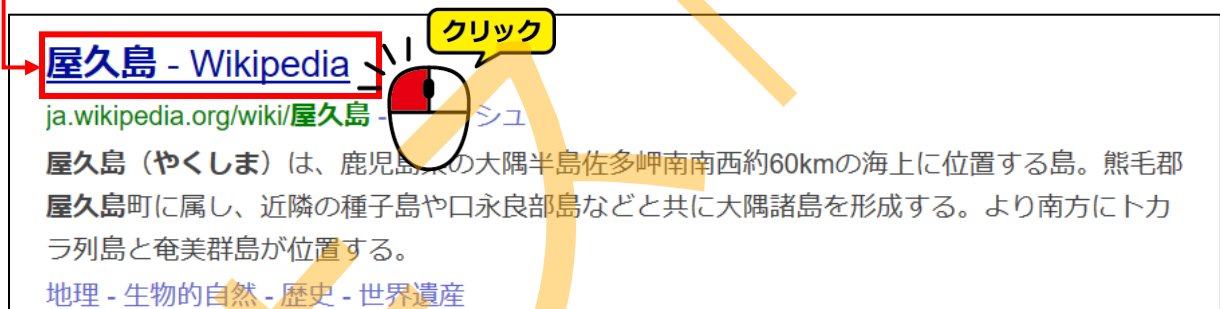 クリック
屋久島 - Wikipedia
ja.wikipedia.org/wiki/屋久島 - シュ
屋久島（やくしま）は、鹿児島県の大隅半島佐多岬南南西約60kmの海上に位置する島。熊毛郡
屋久島町に属し、近隣の種子島や口永良部島などと共に大隅諸島を形成する。より南方にトカ
ラ列島と奄美群島が位置する。
地理 - 生物的自然 - 歴史 - 世界遺産